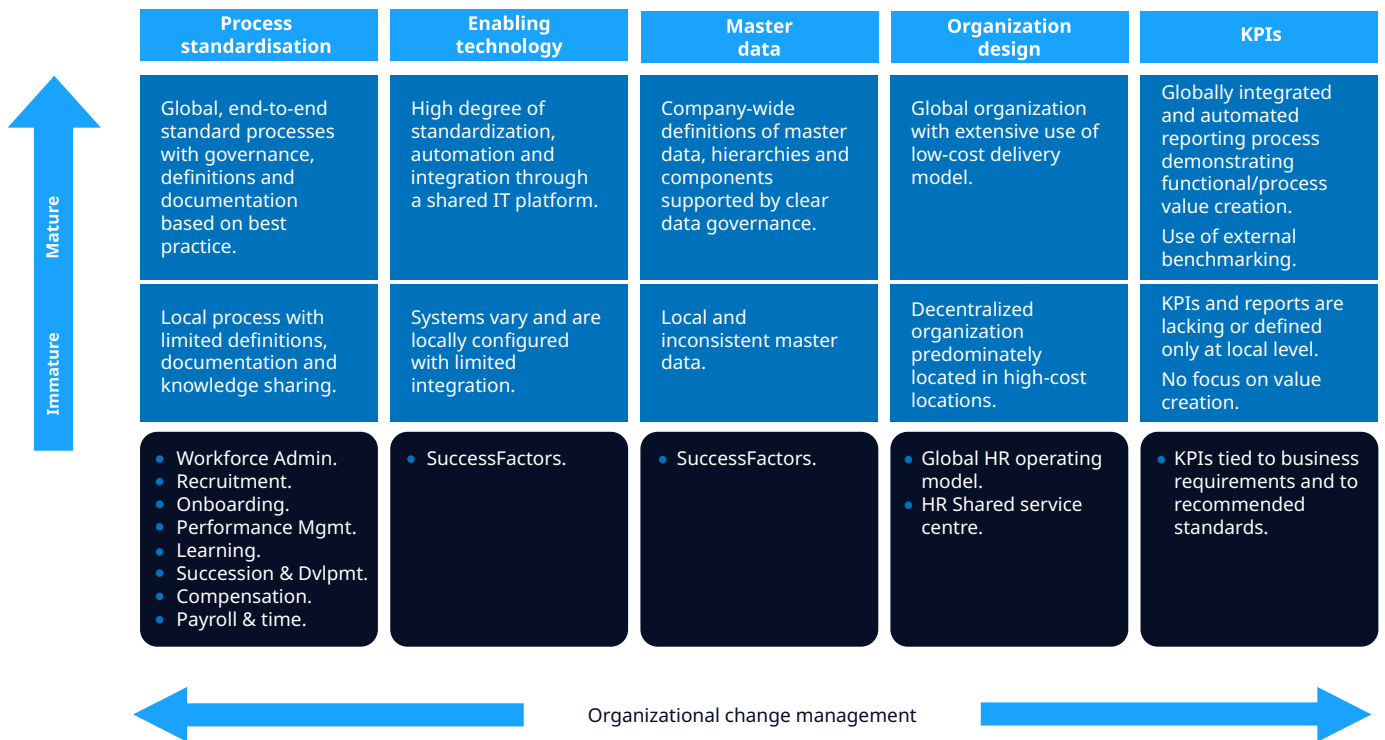 Process
standardisation
Enabling
technology
Master
data
Organization
design
KPIs
Mature
Global, end-to-end
standard processes
with governance,
definitions and
documentation
based on best
practice.
High degree of
standardization,
automation and
integration through
a shared IT platform.
Company-wide
definitions of master
data, hierarchies and
components
supported by clear
data governance.
Global organization
with extensive use of
low-cost delivery
model.
Globally integrated
and automated
reporting process
demonstrating
functional/process
value creation.
Use of external
benchmarking.
Immature
Local process with
limited definitions,
documentation and
knowledge sharing.
Systems vary and are
locally configured
with limited
integration.
Local and
inconsistent master
data.
Decentralized
organization
predominately
located in high-cost
locations.
KPIs and reports are
lacking or defined
only at local level.
No focus on value
creation.
• Workforce Admin.
• Recruitment.
• Onboarding.
• Performance Mgmt.
• Learning.
• Succession & Dvlpmt.
• Compensation.
• Payroll & time.
• SuccessFactors.
• SuccessFactors.
• Global HR operating
model.
• HR Shared service
centre.
• KPIs tied to business
requirements and to
recommended
standards.
Organizational change management